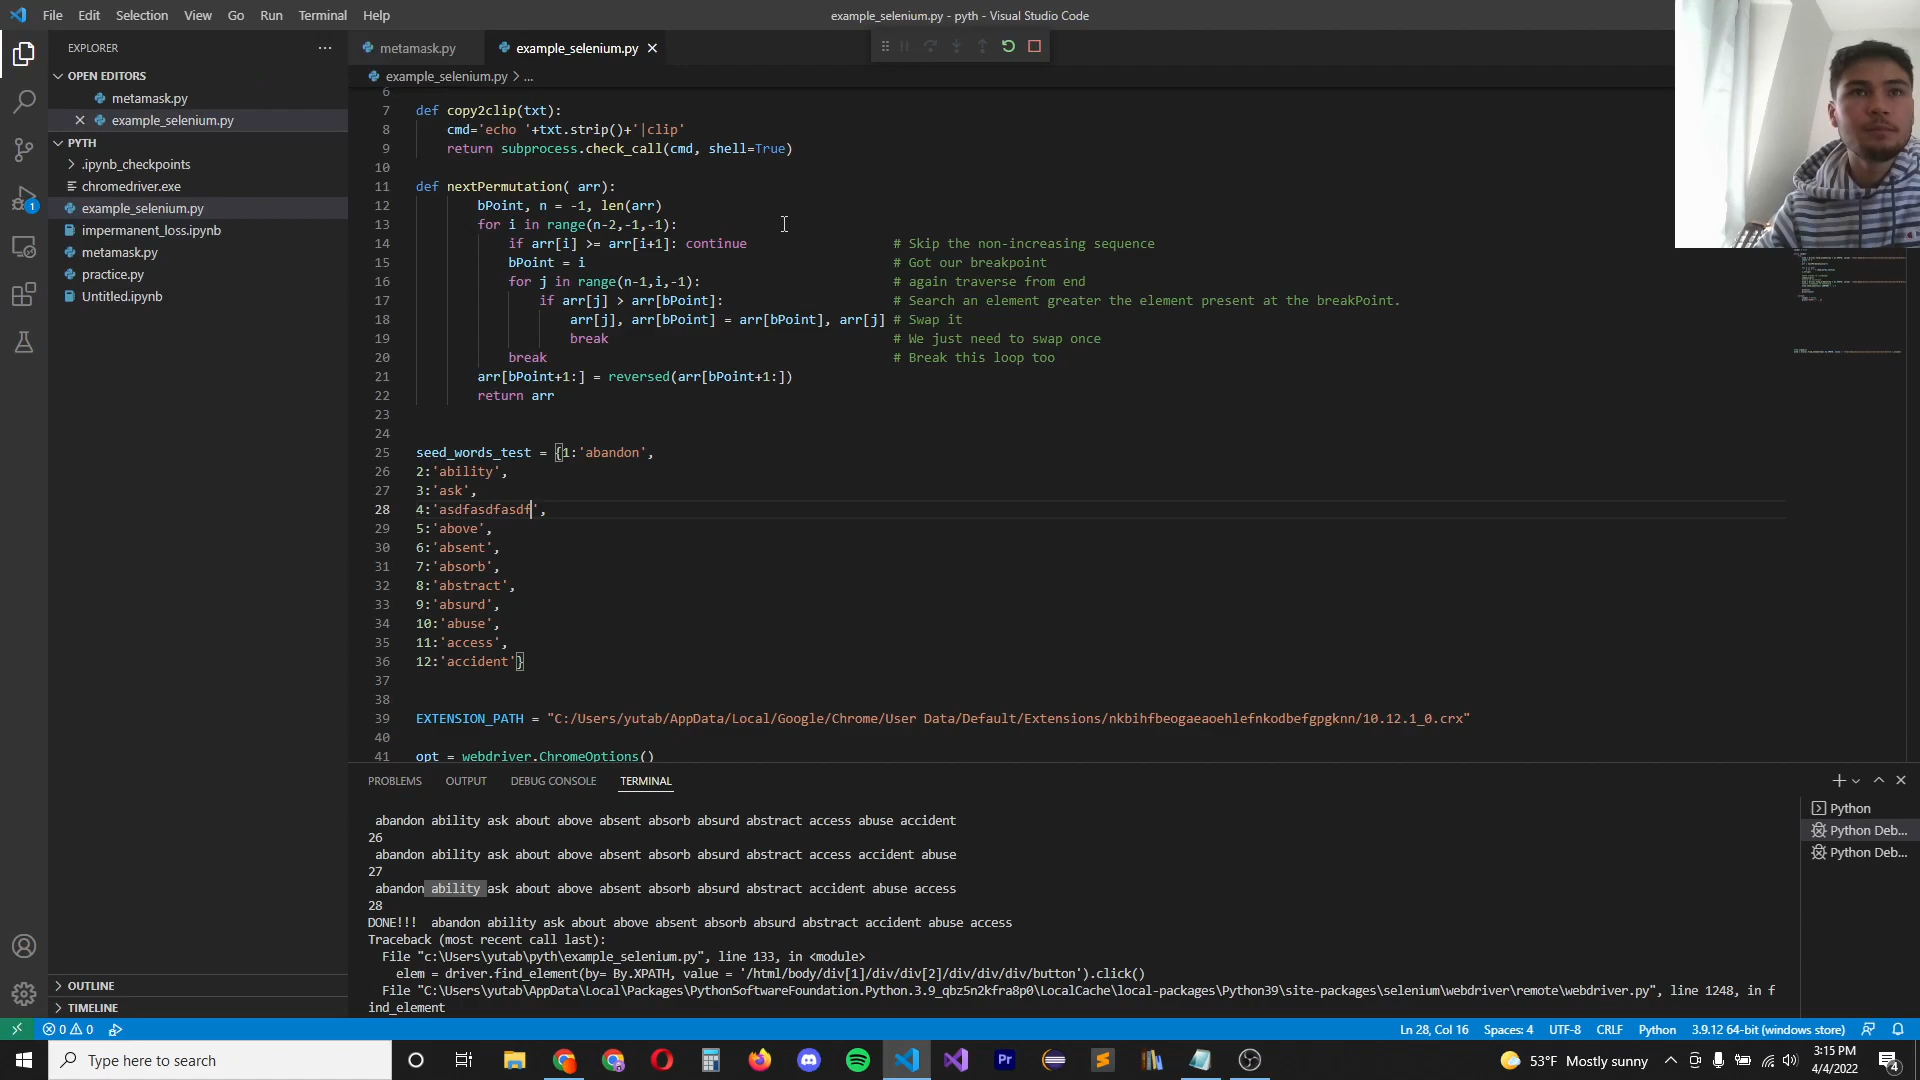 File Edit Selection View Go Run Terminal Help
example_selenium.py - pyth - Visual Studio Code
EXPLORER
OPEN EDITORS
metamask.py
example_selenium.py
PYTH
.ipynb_checkpoints
chromedriver.exe
example_selenium.py
impermanent_loss.ipynb
metamask.py
practice.py
Untitled.ipynb
OUTLINE
TIMELINE
1
metamask.py example_selenium.py
example_selenium.py > ...
6
7 def copy2clip(txt):
8 cmd='echo '+txt.strip()+'|clip'
9 return subprocess.check_call(cmd, shell=True)
10
11 def nextPermutation( arr):
12 bPoint, n = -1, len(arr)
13 for i in range(n-2,-1,-1):
14 if arr[i] >= arr[i+1]: continue # Skip the non-increasing sequence
15 bPoint = i # Got our breakpoint
16 for j in range(n-1,i,-1): # again traverse from end
17 if arr[j] > arr[bPoint]: # Search an element greater the element present at the breakPoint.
18 arr[j], arr[bPoint] = arr[bPoint], arr[j] # Swap it
19 break # We just need to swap once
20 break # Break this loop too
21 arr[bPoint+1:] = reversed(arr[bPoint+1:])
22 return arr
23
24
25 seed_words_test = {1:'abandon',
26 2:'ability',
27 3:'ask',
28 4:'asdfasdfasdf',
29 5:'above',
30 6:'absent',
31 7:'absorb',
32 8:'abstract',
33 9:'absurd',
34 10:'abuse',
35 11:'access',
36 12:'accident'}
37
38
39 EXTENSION_PATH = "C:/Users/yutab/AppData/Local/Google/Chrome/User Data/Default/Extensions/nkbihfbeogaeaoehlefnkodbefgpgknn/10.12.1_0.crx"
40
41 opt = webdriver.ChromeOptions()
PROBLEMS OUTPUT DEBUG CONSOLE TERMINAL
abandon ability ask about above absent absorb absurd abstract access abuse accident
26
abandon ability ask about above absent absorb absurd abstract access accident abuse
27
abandon ability ask about above absent absorb absurd abstract accident abuse access
28
DONE!!! abandon ability ask about above absent absorb absurd abstract accident abuse access
Traceback (most recent call last):
File "c:\Users\yutab\pyth\example_selenium.py", line 133, in <module>
elem = driver.find_element(by= By.XPATH, value = '/html/body/div[1]/div/div[2]/div/div/div/button').click()
File "C:\Users\yutab\AppData\Local\Packages\PythonSoftwareFoundation.Python.3.9_qbz5n2kfra8p0\LocalCache\local-packages\Python39\site-packages\selenium\webdriver\remote\webdriver.py", line 1248, in f
ind_element
Python
Python Deb...
Python Deb...
0 0
Ln 28, Col 16 Spaces: 4 UTF-8 CRLF Python 3.9.12 64-bit (windows store)
Type here to search
Pr
53°F Mostly sunny
3:15 PM
4/4/2022
4